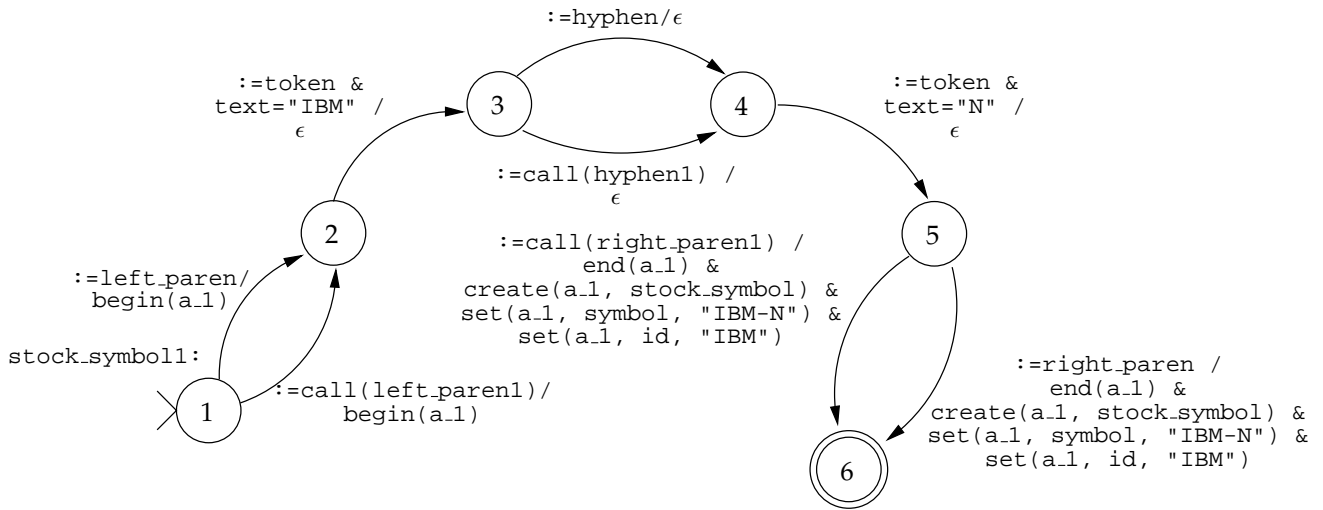 :=hyphen/ϵ
:=token &
text="IBM" /
ϵ
3
4
:=token &
text="N" /
ϵ
:=call(hyphen1) /
ϵ
2
5
:=call(right_paren1) /
end(a_1) &
create(a_1, stock_symbol) &
set(a_1, symbol, "IBM-N") &
set(a_1, id, "IBM")
:=left_paren/
begin(a_1)
stock_symbol1:
1
:=call(left_paren1)/
begin(a_1)
:=right_paren /
end(a_1) &
create(a_1, stock_symbol) &
set(a_1, symbol, "IBM-N") &
set(a_1, id, "IBM")
6